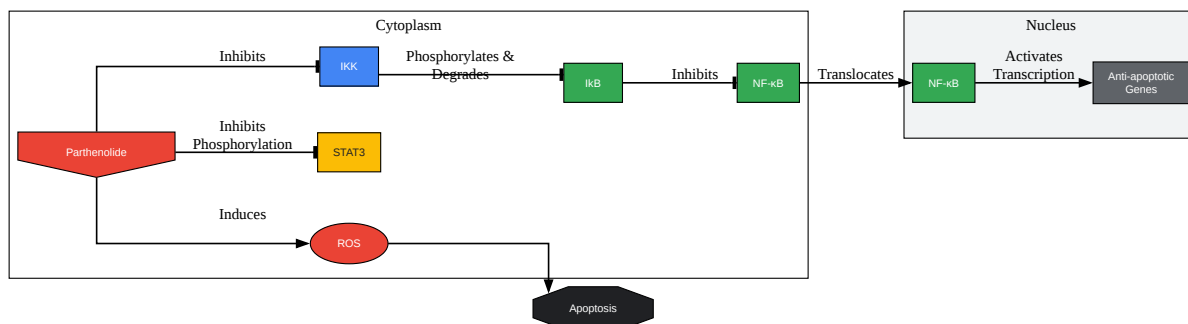 Cytoplasm
Nucleus
Inhibits
IKK
Phosphorylates &
Degrades
IkB
Inhibits
NF-κB
Translocates
NF-κB
Activates
Transcription
Anti-apoptotic
Genes
Parthenolide
Inhibits
Phosphorylation
STAT3
Induces
ROS
Apoptosis